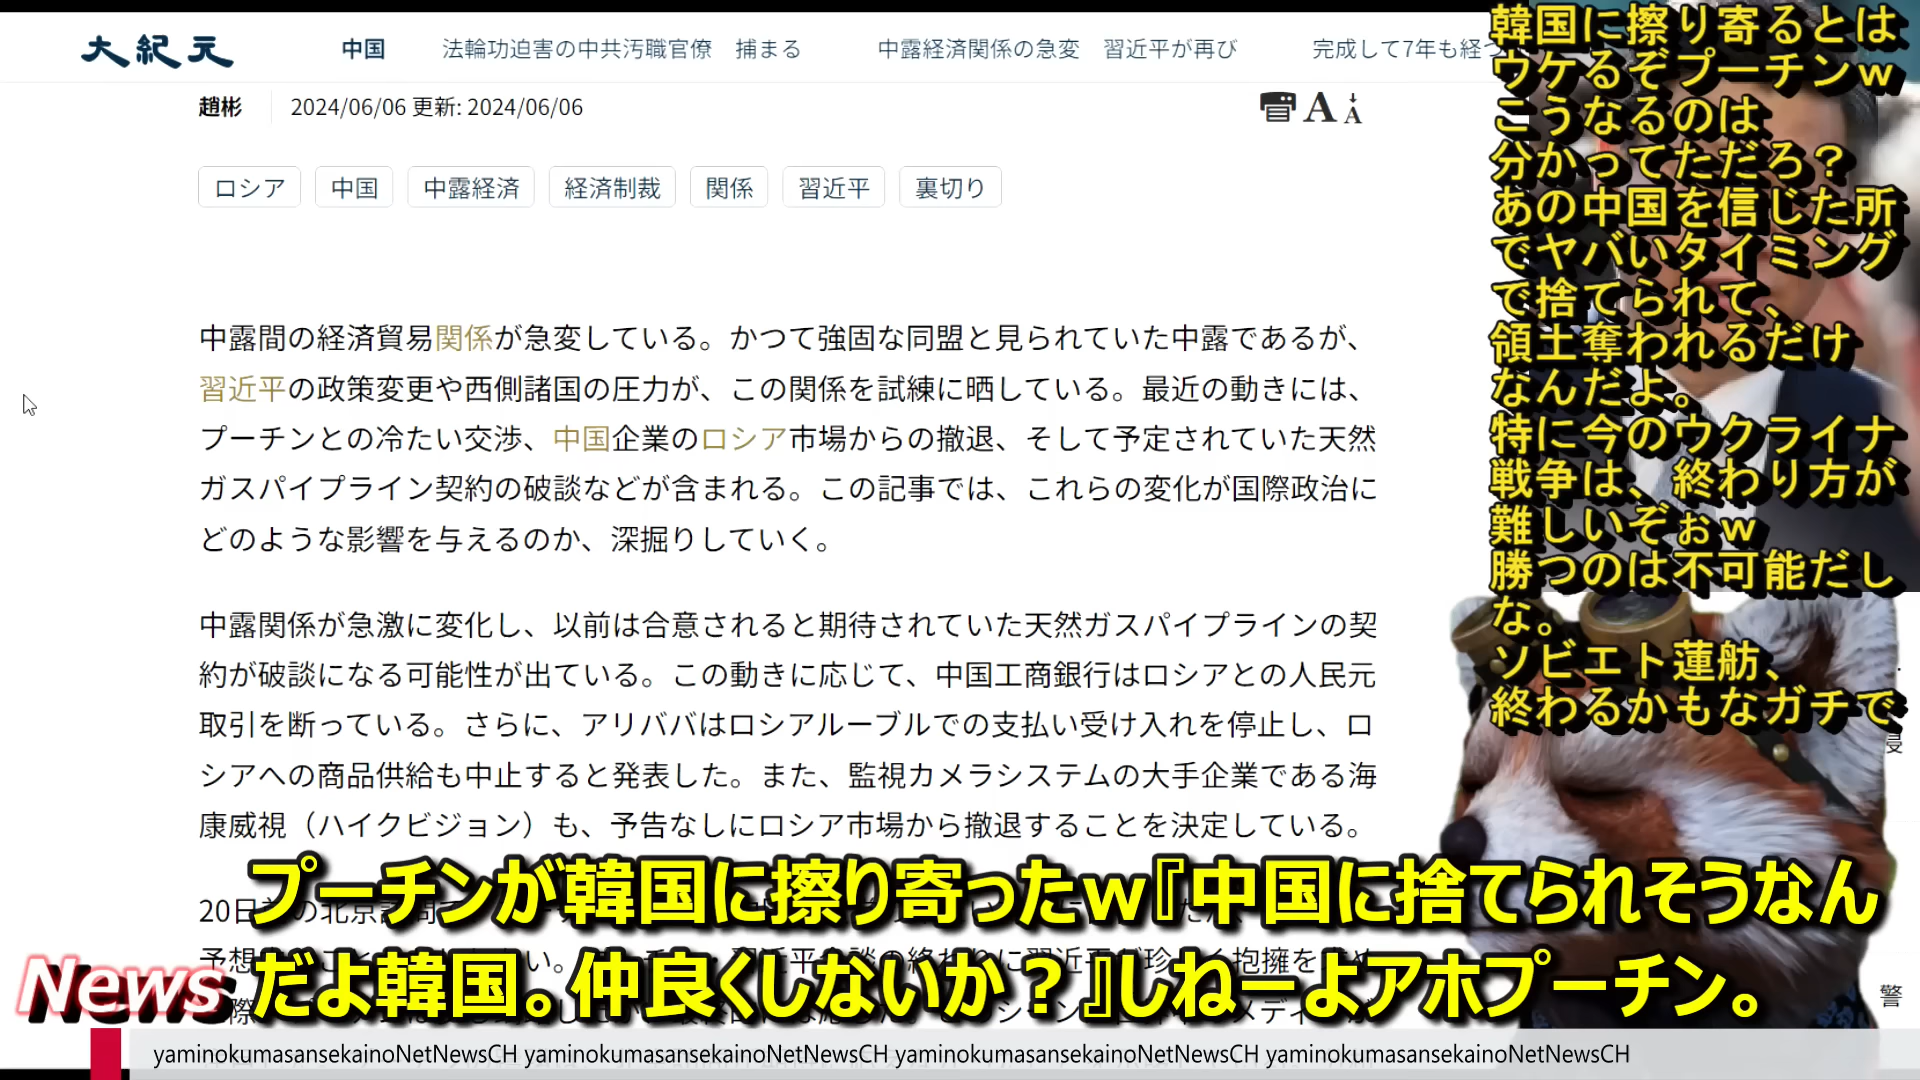 大紀元
中国 法輪功迫害の中共汚職官僚 捕まる 中露経済関係の急変 習近平が再び 完成して7年も経つ
趙彬 2024/06/06 更新: 2024/06/06
ロシア 中国 中露経済 経済制裁 関係 習近平 裏切り
中露間の経済貿易関係が急変している。かつて強固な同盟と見られていた中露であるが、
習近平の政策変更や西側諸国の圧力が、この関係を試練に晒している。最近の動きには、
プーチンとの冷たい交渉、中国企業のロシア市場からの撤退、そして予定されていた天然
ガスパイプライン契約の破談などが含まれる。この記事では、これらの変化が国際政治に
どのような影響を与えるのか、深掘りしていく。
中露関係が急激に変化し、以前は合意されると期待されていた天然ガスパイプラインの契
約が破談になる可能性が出ている。この動きに応じて、中国工商銀行はロシアとの人民元
取引を断っている。さらに、アリババはロシアルーブルでの支払い受け入れを停止し、ロ
シアへの商品供給も中止すると発表した。また、監視カメラシステムの大手企業である海
康威視（ハイクビジョン）も、予告なしにロシア市場から撤退することを決定している。
韓国に擦り寄るとは
ウケるぞプーチンｗ
こうなるのは
分かってただろ？
あの中国を信じた所
でヤバいタイミング
で捨てられて、
領土奪われるだけ
なんだよ。
特に今のウクライナ
戦争は、終わり方が
難しいぞぉｗ
勝つのは不可能だし
な。
ソビエト蓮舫、
終わるかもなガチで
浸
警
プーチンが韓国に擦り寄ったｗ『中国に捨てられそうなん
だよ韓国。仲良くしないか？』しねーよアホプーチン。
News
yaminokumasansekainoNetNewsCH yaminokumasansekainoNetNewsCH yaminokumasansekainoNetNewsCH yaminokumasansekainoNetNewsCH